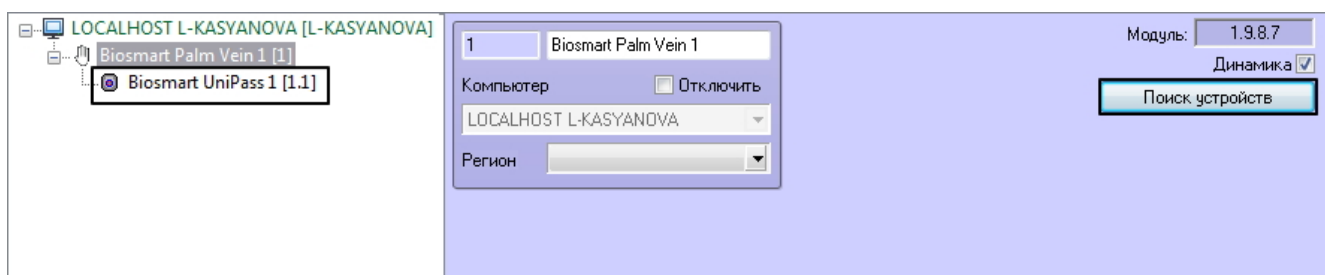 LOCALHOST L-KASYANOVA [L-KASYANOVA]
Biosmart Palm Vein 1 [1]
Biosmart UniPass 1 [1.1]
1 Biosmart Palm Vein 1
Компьютер Отключить
LOCALHOST L-KASYANOVA
Регион
Модуль: 1.9.8.7
Динамика
Поиск устройств